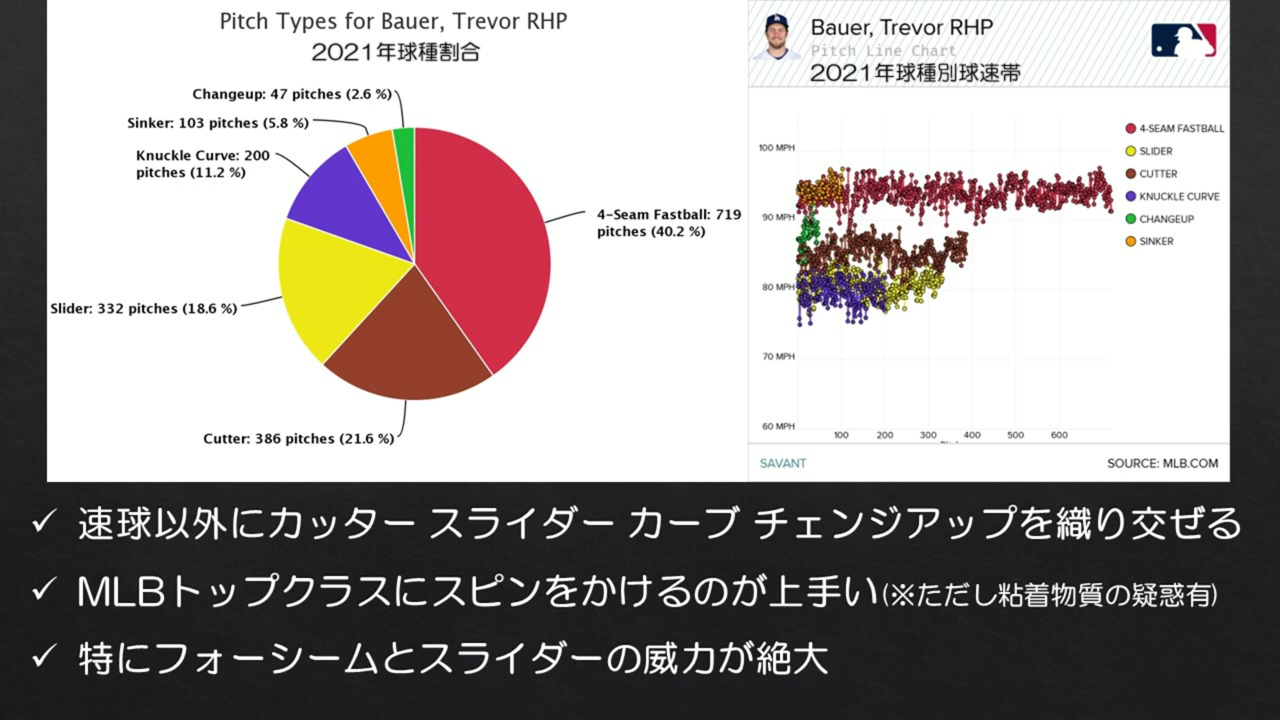 Pitch Types for Bauer, Trevor RHP
2021年球種割合
Changeup: 47 pitches (2.6 %)
Sinker: 103 pitches (5.8 %)
Knuckle Curve: 200
pitches (11.2 %)
4-Seam Fastball: 719
pitches (40.2 %)
Slider: 332 pitches (18.6 %)
Cutter: 386 pitches (21.6 %)
Bauer, Trevor RHP
Pitch Line Chart
2021年球種別球速帯
4-SEAM FASTBALL
SLIDER
CUTTER
KNUCKLE CURVE
CHANGEUP
SINKER
100 MPH
90 MPH
80 MPH
70 MPH
60 MPH
100 200 300 400 500 600
SAVANT
SOURCE: MLB.COM
✓ 速球以外にカッター スライダー カーブ チェンジアップを織り交ぜる
✓ MLBトップクラスにスピンをかけるのが上手い(※ただし粘着物質の疑惑有)
✓ 特にフォーシームとスライダーの威力が絶大